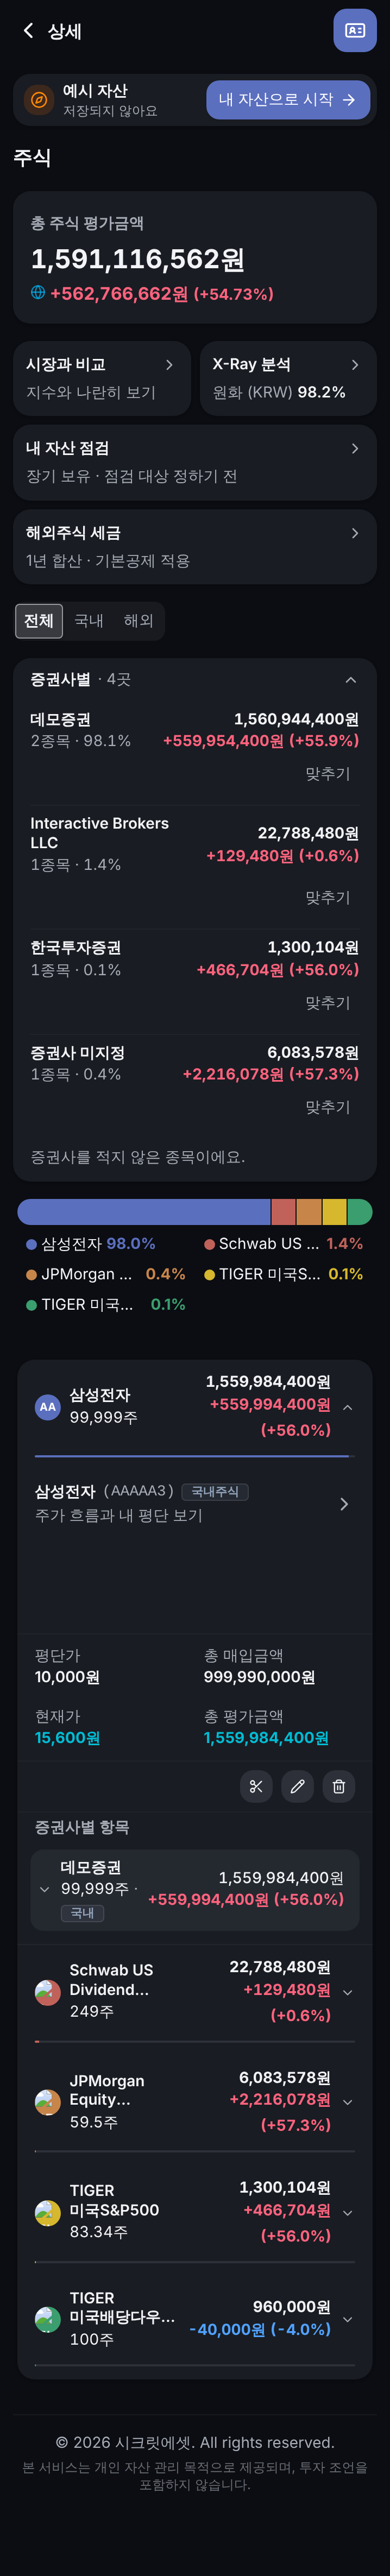 상세
예시 자산
저장되지 않아요
내 자산으로 시작
주식
총 주식 평가금액
1,591,116,562원
+562,766,662원 (+54.73%)
시장과 비교
지수와 나란히 보기
X-Ray 분석
원화 (KRW) 98.2%
내 자산 점검
장기 보유 · 점검 대상 정하기 전
해외주식 세금
1년 합산 · 기본공제 적용
전체 국내 해외
증권사별 · 4곳
데모증권 1,560,944,400원
2종목 · 98.1% +559,954,400원 (+55.9%)
맞추기
Interactive Brokers
LLC
22,788,480원
1종목 · 1.4% +129,480원 (+0.6%)
맞추기
한국투자증권 1,300,104원
1종목 · 0.1% +466,704원 (+56.0%)
맞추기
증권사 미지정 6,083,578원
1종목 · 0.4% +2,216,078원 (+57.3%)
맞추기
증권사를 적지 않은 종목이에요.
삼성전자 98.0% Schwab US ... 1.4%
JPMorgan ... 0.4% TIGER 미국S... 0.1%
TIGER 미국... 0.1%
AA
삼성전자
99,999주
1,559,984,400원
+559,994,400원
(+56.0%)
삼성전자 (AAAAA3) 국내주식
주가 흐름과 내 평단 보기
평단가 총 매입금액
10,000원 999,990,000원
현재가 총 평가금액
15,600원 1,559,984,400원
증권사별 항목
데모증권
99,999주 ·
국내
1,559,984,400원
+559,994,400원 (+56.0%)
Schwab US
Dividend...
249주
22,788,480원
+129,480원
(+0.6%)
JPMorgan
Equity...
59.5주
6,083,578원
+2,216,078원
(+57.3%)
TIGER
미국S&P500
83.34주
1,300,104원
+466,704원
(+56.0%)
TIGER
미국배당다우...
100주
960,000원
-40,000원 (-4.0%)
© 2026 시크릿에셋. All rights reserved.
본 서비스는 개인 자산 관리 목적으로 제공되며, 투자 조언을
포함하지 않습니다.